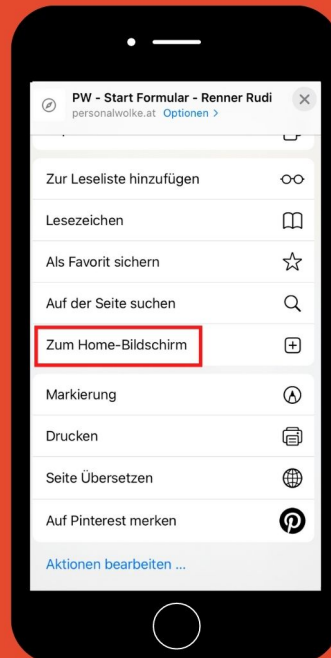 PW - Start Formular - Renner Rudi
personalwolke.at Optionen >
Zur Leseliste hinzufügen
Lesezeichen
Als Favorit sichern
Auf der Seite suchen
Zum Home-Bildschirm
Markierung
Drucken
Seite Übersetzen
Auf Pinterest merken
Aktionen bearbeiten ...